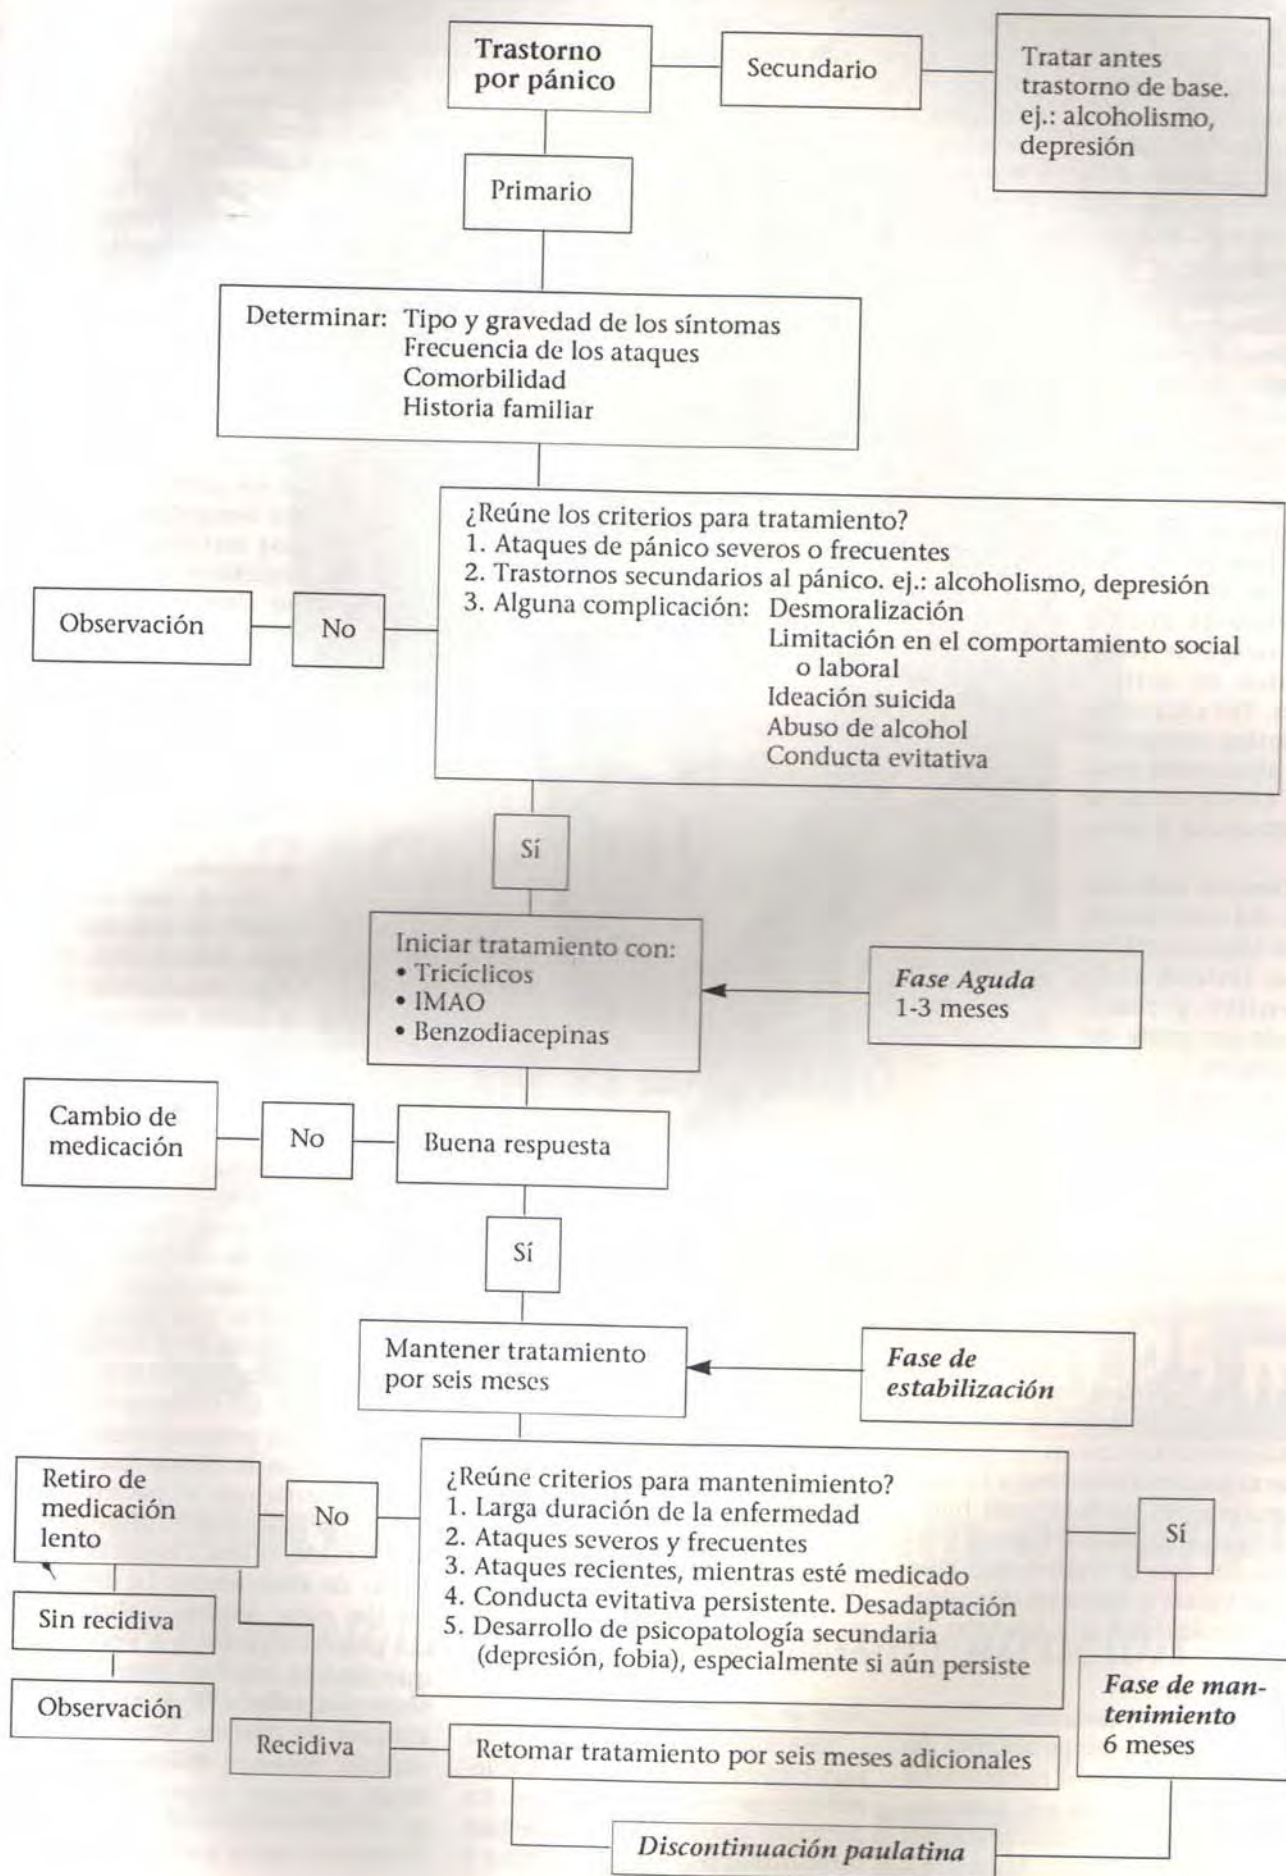 Trastorno
por pánico
Secundario
Tratar antes
trastorno de base.
ej.: alcoholismo,
depresión
Primario
Determinar: Tipo y gravedad de los síntomas
Frecuencia de los ataques
Comorbilidad
Historia familiar
¿Reúne los criterios para tratamiento?
1. Ataques de pánico severos o frecuentes
2. Trastornos secundarios al pánico. ej.: alcoholismo, depresión
3. Alguna complicación: Desmoralización
Limitación en el comportamiento social
o laboral
Ideación suicida
Abuso de alcohol
Conducta evitativa
Observación
No
Sí
Iniciar tratamiento con:
• Tricíclicos
• IMAO
• Benzodiacepinas
Fase Aguda
1-3 meses
Cambio de
medicación
No
Buena respuesta
Sí
Mantener tratamiento
por seis meses
Fase de
estabilización
Retiro de
medicación
lento
No
¿Reúne criterios para mantenimiento?
1. Larga duración de la enfermedad
2. Ataques severos y frecuentes
3. Ataques recientes, mientras esté medicado
4. Conducta evitativa persistente. Desadaptación
5. Desarrollo de psicopatología secundaria
(depresión, fobia), especialmente si aún persiste
Sí
Sin recidiva
Observación
Fase de man-
tenimiento
6 meses
Recidiva
Retomar tratamiento por seis meses adicionales
Discontinuación paulatina